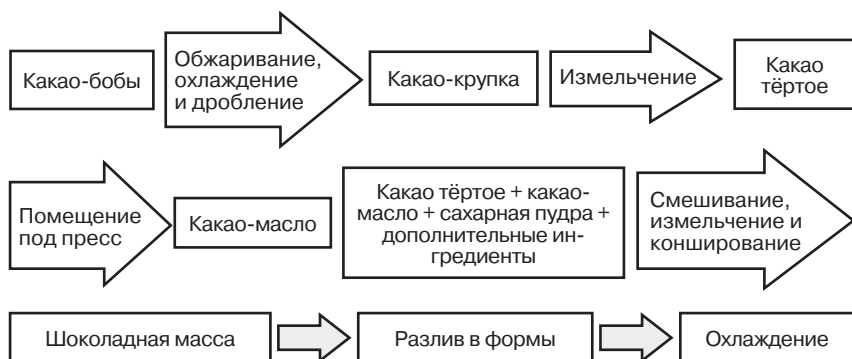 Какао-бобы
Обжаривание,
охлаждение
и дробление
Какао-крупка
Измельчение
Какао
тёртое
Помещение
под пресс
Какао-масло
Какао тёртое + какао-
масло + сахарная пудра +
дополнительные ин-
гредиенты
Смешивание,
измельчение и
конширование
Шоколадная масса
Разлив в формы
Охлаждение